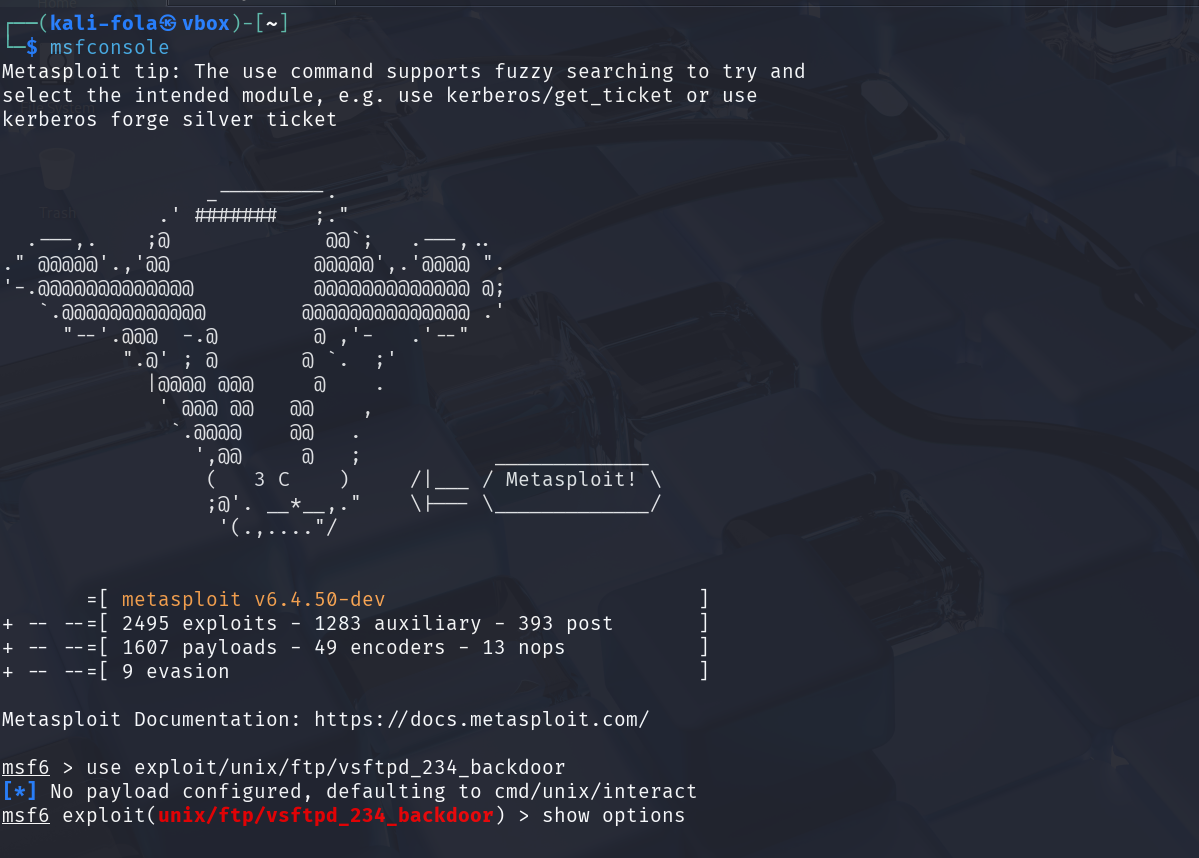 ┌──(kali-fola㉿vbox)-[~]
└─$ msfconsole
Metasploit tip: The use command supports fuzzy searching to try and
select the intended module, e.g. use kerberos/get_ticket or use
kerberos forge silver ticket
                 _---------.
             .' #######   ;."
  .---,.    ;@             @@`;   .---,..
." @@@@@'.,'@@            @@@@@',.'@@@@ ".
'-.@@@@@@@@@@@@@          @@@@@@@@@@@@@ @;
   `.@@@@@@@@@@@@        @@@@@@@@@@@@@@ .'
     "--'.@@@  -.@        @ ,'-   .'--"
          ".@' ; @       @ `.  ;'
            |@@@@ @@@     @    .
             ' @@@ @@   @@    ,
              `.@@@@    @@   .
                ',@@     @   ;           _____________
                 (   3 C    )     /|___ / Metasploit! \
                 ;@'. __*__,."    \|--- \_____________/
                  '(.,...."/
       =[ metasploit v6.4.50-dev                          ]
+ -- --=[ 2495 exploits - 1283 auxiliary - 393 post       ]
+ -- --=[ 1607 payloads - 49 encoders - 13 nops           ]
+ -- --=[ 9 evasion                                       ]
Metasploit Documentation: https://docs.metasploit.com/
msf6 > use exploit/unix/ftp/vsftpd_234_backdoor
[*] No payload configured, defaulting to cmd/unix/interact
msf6 exploit(unix/ftp/vsftpd_234_backdoor) > show options